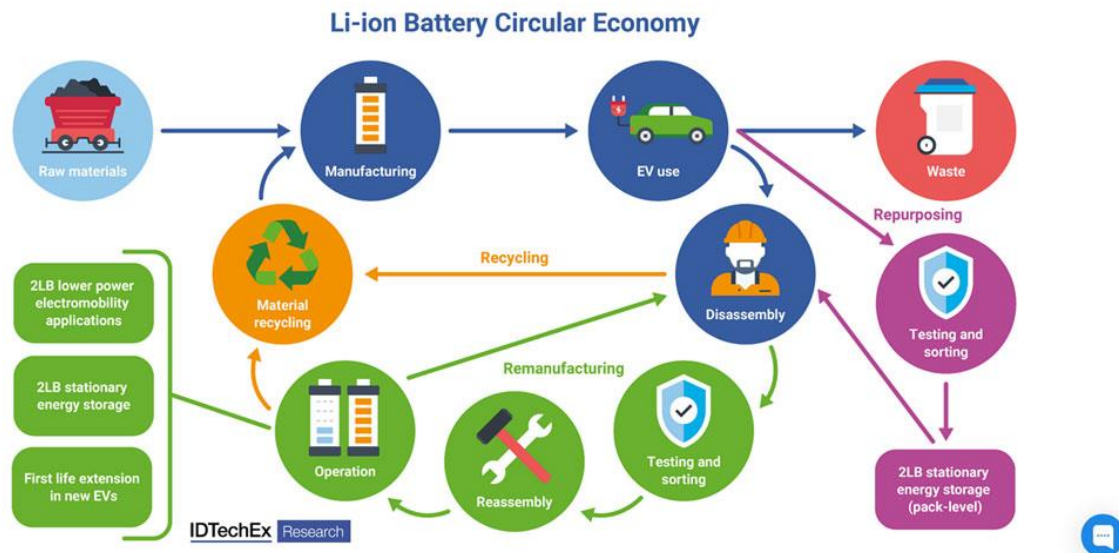 Li-ion Battery Circular Economy
Raw materials
Manufacturing
EV use
Waste
Repurposing
Recycling
Material
recycling
Disassembly
Testing and
sorting
2LB lower power
electromobility
applications
2LB stationary
energy storage
First life extension
in new EVs
Remanufacturing
Operation
Reassembly
Testing and
sorting
2LB stationary
energy storage
(pack-level)
IDTechEx Research